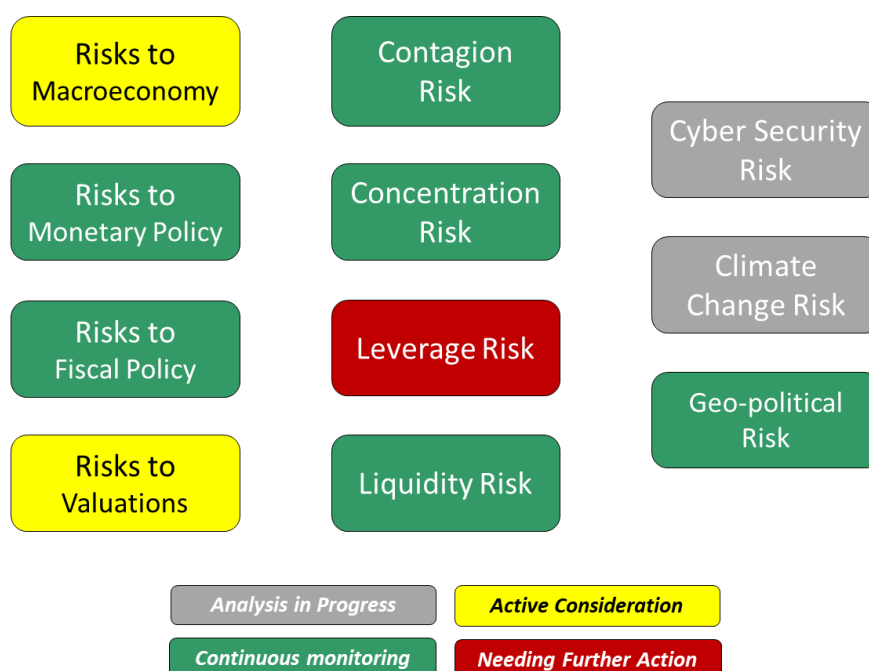 Risks to
Macroeconomy
Contagion
Risk
Cyber Security
Risk
Risks to
Monetary Policy
Concentration
Risk
Climate
Change Risk
Risks to
Fiscal Policy
Leverage Risk
Geo-political
Risk
Risks to
Valuations
Liquidity Risk
Analysis in Progress
Active Consideration
Continuous monitoring
Needing Further Action